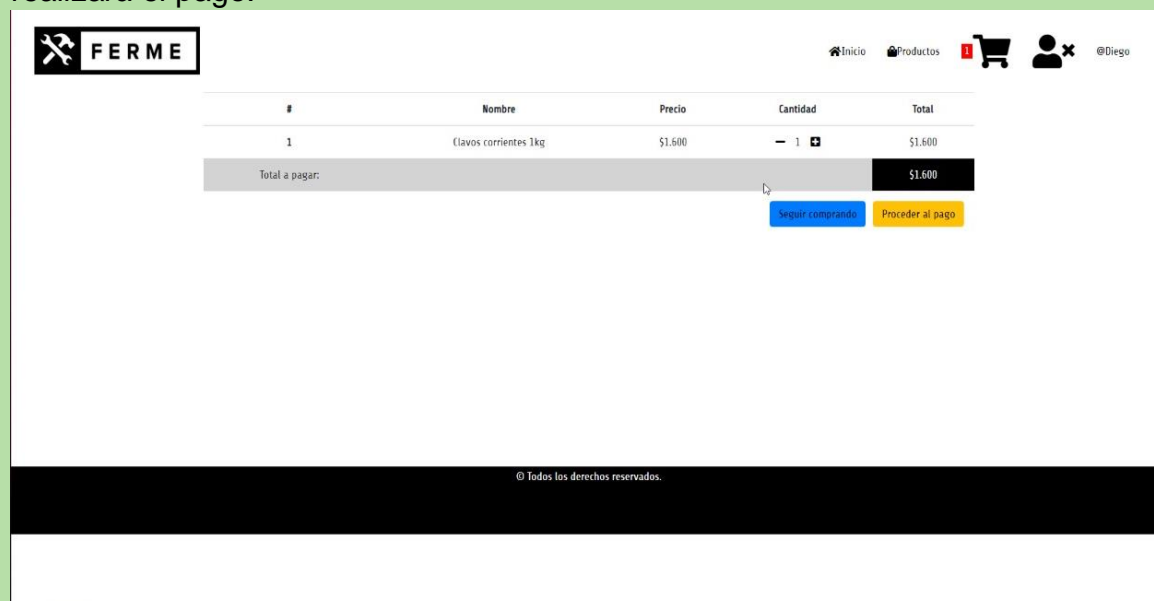 realizará el pago.
FERME
Inicio Productos 1 @Diego
# Nombre Precio Cantidad Total
1 Clavos corrientes 1kg $1.600 1 $1.600
Total a pagar: $1.600
Seguir comprando Proceder al pago
© Todos los derechos reservados.